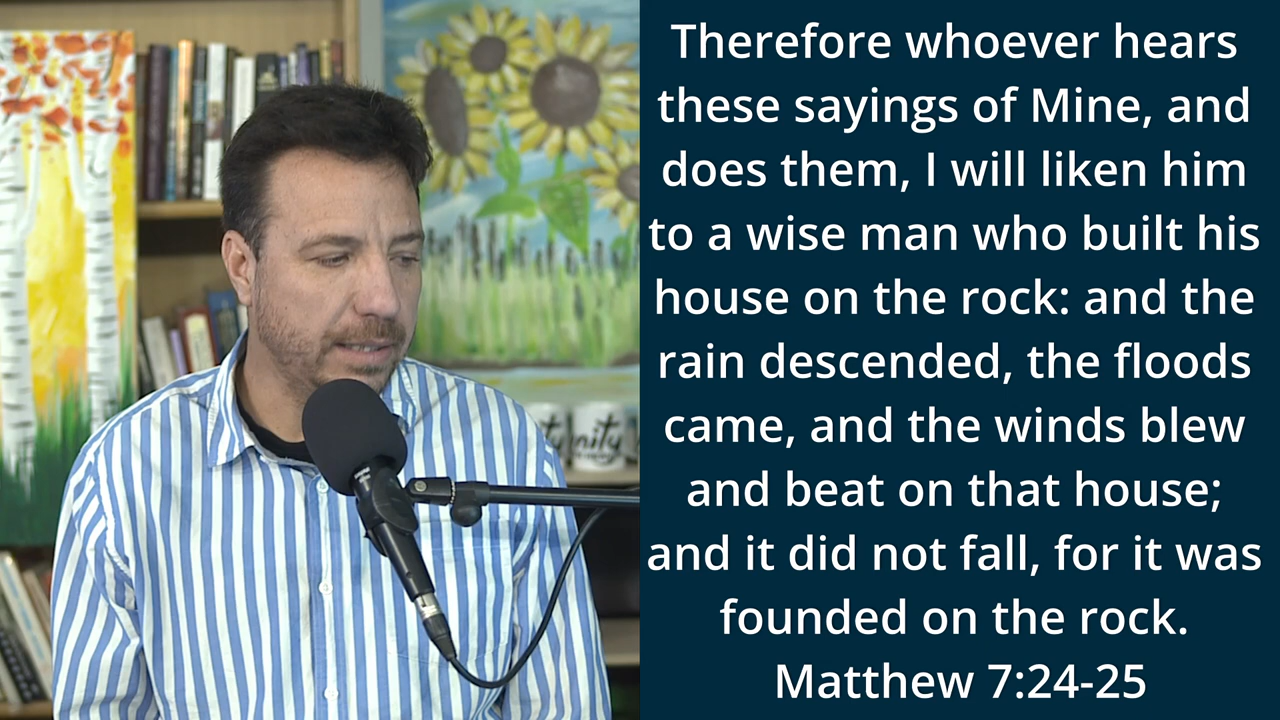 Therefore whoever hears
these sayings of Mine, and
does them, I will liken him
to a wise man who built his
house on the rock: and the
rain descended, the floods
came, and the winds blew
and beat on that house;
and it did not fall, for it was
founded on the rock.
Matthew 7:24-25